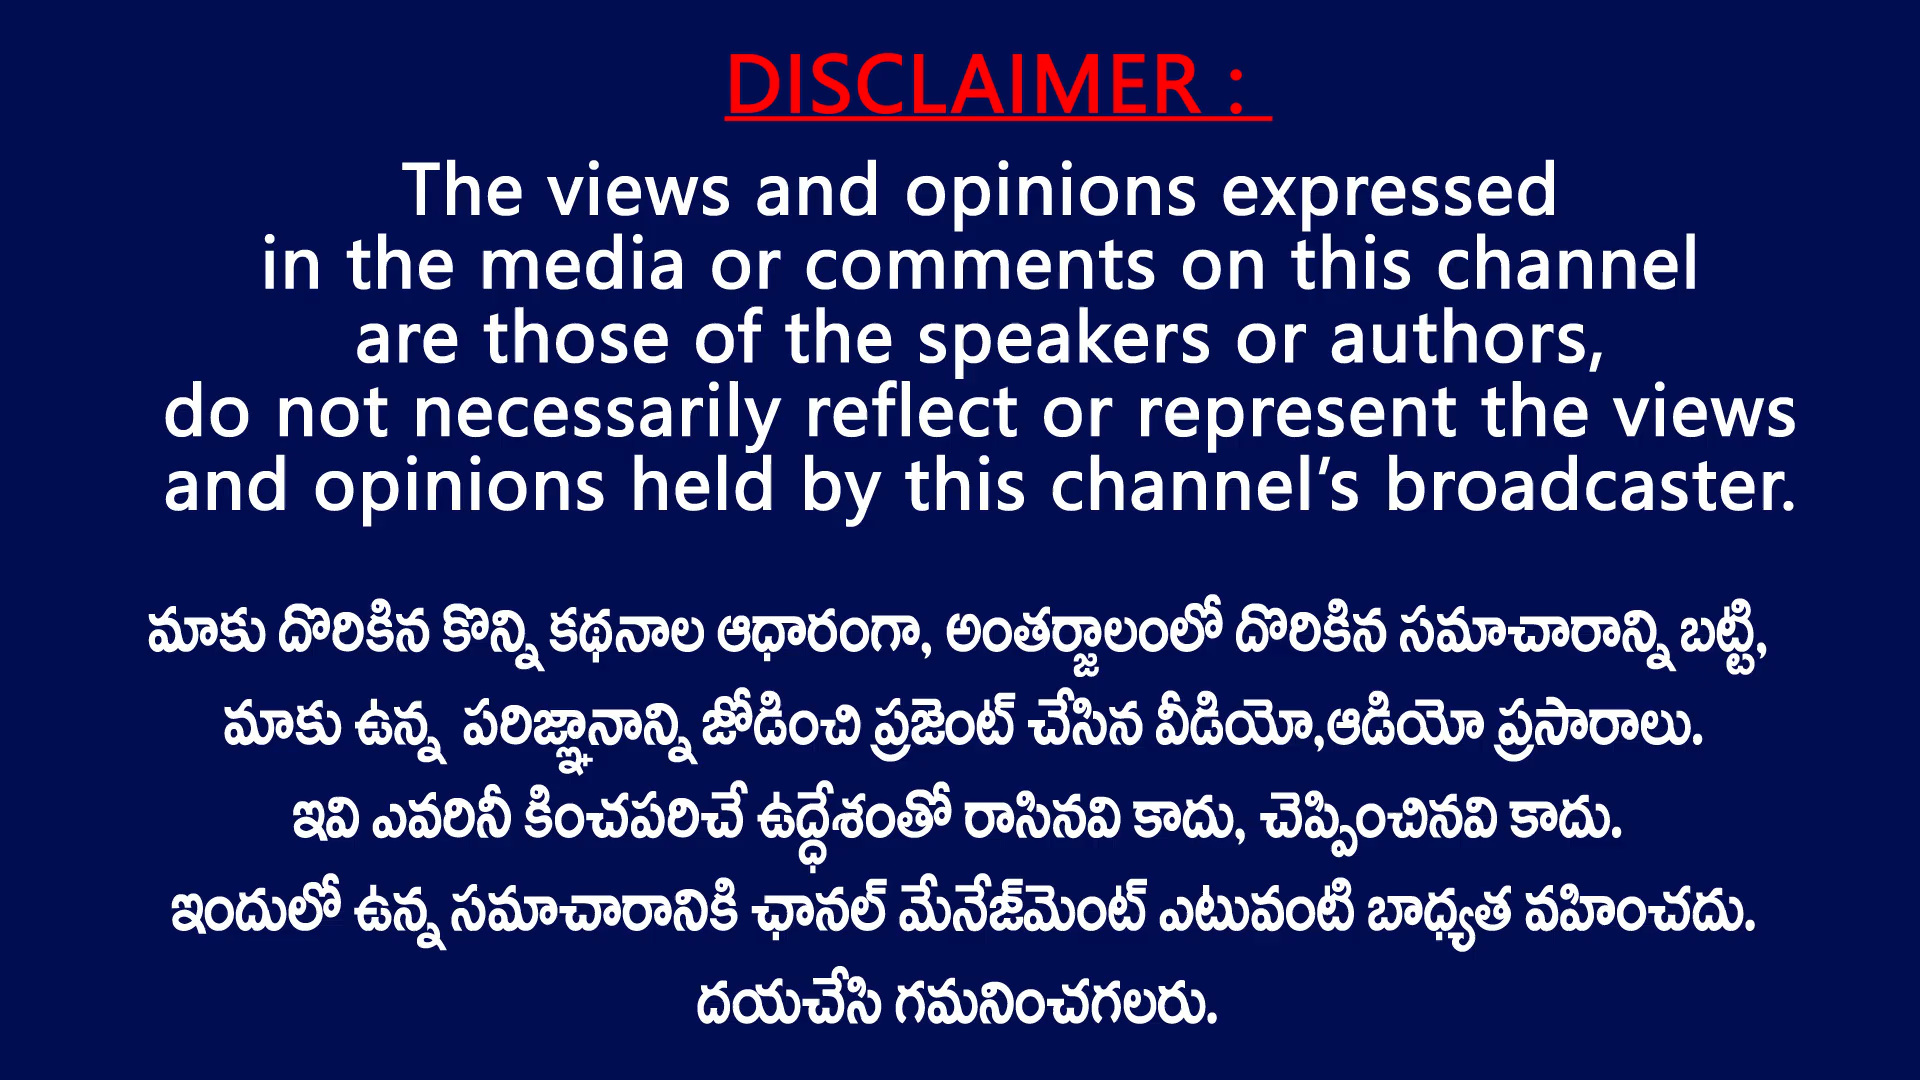 DISCLAIMER :
The views and opinions expressed
in the media or comments on this channel
are those of the speakers or authors,
do not necessarily reflect or represent the views
and opinions held by this channel’s broadcaster.
మాకు దొరికిన కొన్ని కథనాల ఆధారంగా, అంతర్జాలంలో దొరికిన సమాచారాన్ని బట్టి,
మాకు ఉన్న పరిజ్ఞానాన్ని జోడించి ప్రజెంట్ చేసిన వీడియో,ఆడియో ప్రసారాలు.
ఇవి ఎవరినీ కించపరిచే ఉద్ధేశంతో రాసినవి కాదు, చెప్పించినవి కాదు.
ఇందులో ఉన్న సమాచారానికి ఛానల్ మేనేజ్‌మెంట్ ఎటువంటి బాధ్యత వహించదు.
దయచేసి గమనించగలరు.